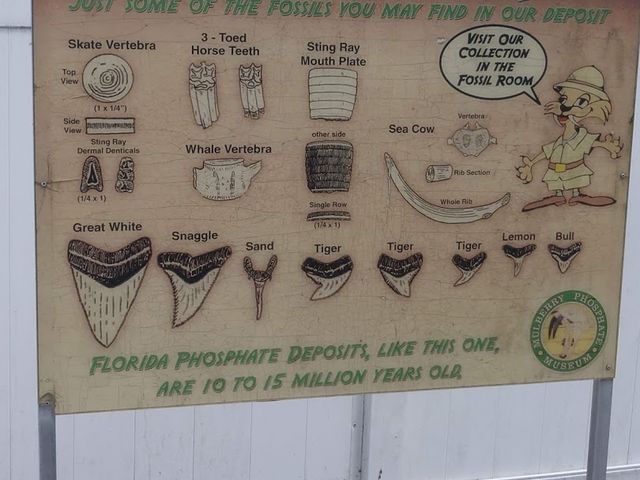 JUST SOME OF THE FOSSILS YOU MAY FIND IN OUR DEPOSIT
Skate Vertebra
Top
View
(1 x 1/4")
Side
View
3 - Toed
Horse Teeth
Sting Ray
Mouth Plate
VISIT OUR
COLLECTION
IN THE
FOSSIL ROOM
Sting Ray
Dermal Denticals
(1/4 x 1)
Whale Vertebra
other side
Single Row
(1/4 x 1)
Sea Cow
Vertebra
Rib Section
Whole Rib
Great White
Snaggle
Sand
Tiger
Tiger
Tiger
Lemon
Bull
FLORIDA PHOSPHATE DEPOSITS, LIKE THIS ONE,
ARE 10 TO 15 MILLION YEARS OLD.
MULBERRY PHOSPHATE
MUSEUM